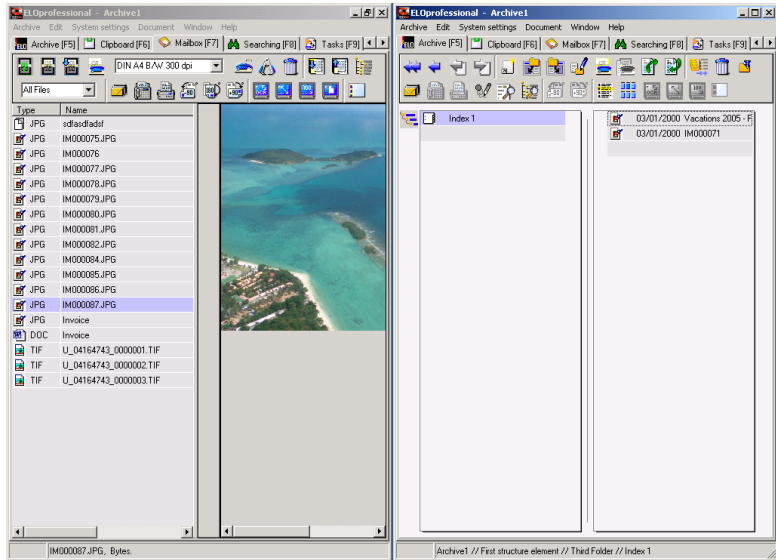 ELOprofessional - Archive1
Archive Edit System settings Document Window Help
Archive [F5] Clipboard [F6] Mailbox [F7] Searching [F8] Tasks [F9]
DIN A4 B/W 300 dpi
All Files
Type Name
JPG sdfasdfadsf
JPG IM000075.JPG
JPG IM000076
JPG IM000077.JPG
JPG IM000078.JPG
JPG IM000079.JPG
JPG IM000080.JPG
JPG IM000081.JPG
JPG IM000082.JPG
JPG IM000084.JPG
JPG IM000085.JPG
JPG IM000086.JPG
JPG IM000087.JPG
JPG Invoice
DOC Invoice
TIF U_04164743_0000001.TIF
TIF U_04164743_0000002.TIF
TIF U_04164743_0000003.TIF
IM000087.JPG, Bytes.
ELOprofessional - Archive1
Archive Edit System settings Document Window Help
Archive [F5] Clipboard [F6] Mailbox [F7] Searching [F8] Tasks [F9]
Index 1
03/01/2000 Vacations 2005 - F
03/01/2000 IM000071
Archive1 // First structure element // Third Folder // Index 1